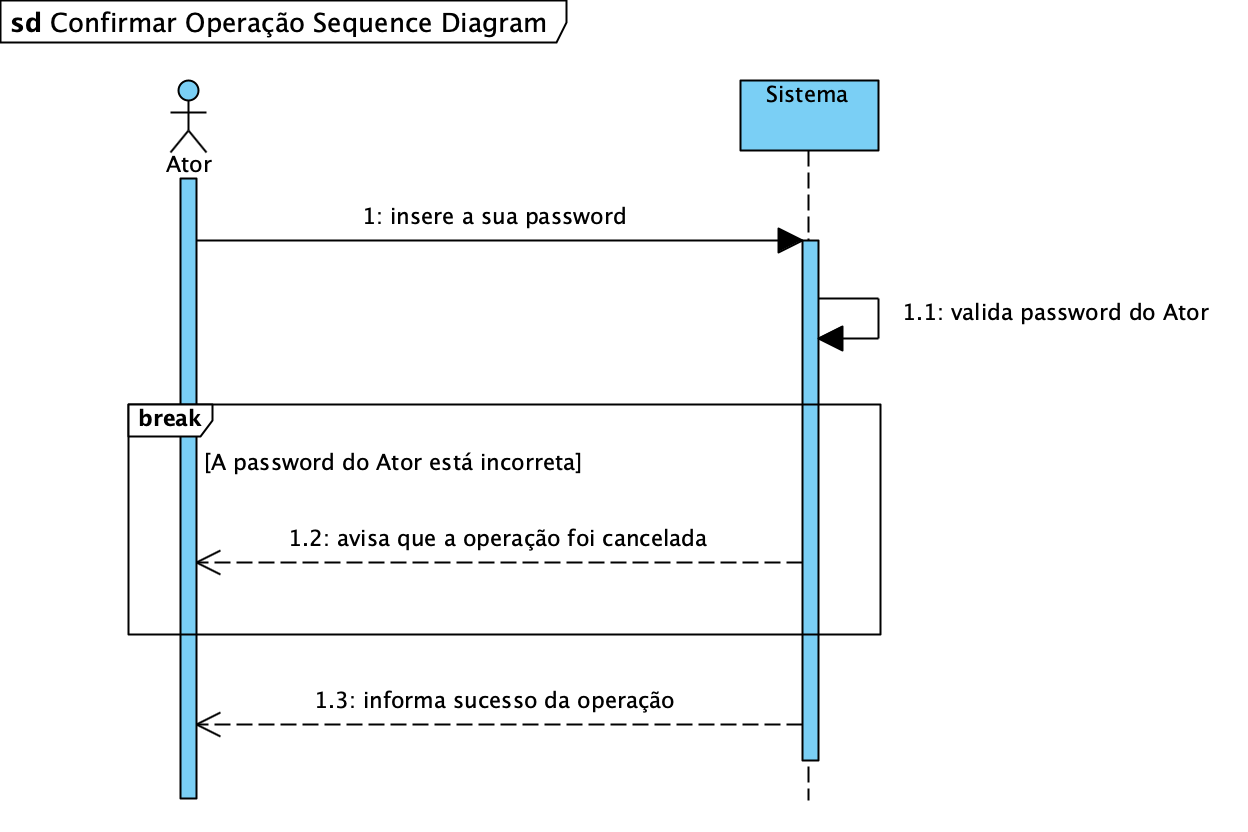 sd Confirmar Operação Sequence Diagram
Sistema
Ator
1: insere a sua password
1.1: valida password do Ator
break
[A password do Ator está incorreta]
1.2: avisa que a operação foi cancelada
1.3: informa sucesso da operação